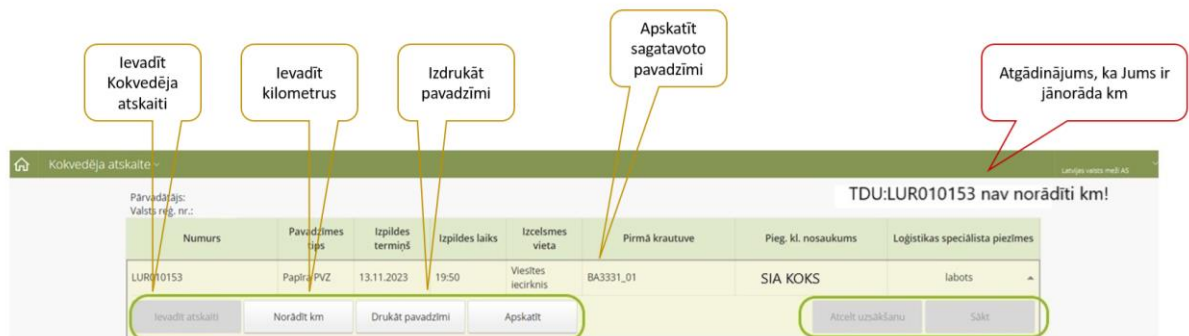 Ievadīt
Kokvedēja
atskaiti
Ievadīt
kilometrus
Izdrukāt
pavadzīmi
Apskatīt
sagatavoto
pavadzīmi
Atgādinājums, ka Jums ir
jānorāda km
Kokvedēja atskaite
Latvijas valsts meži AS
Pārvadātājs:
Valsts reģ. nr.:
TDU:LUR010153 nav norādīti km!
Numurs
Pavadzīmes
tips
Izpildes
termiņš
Izpildes laiks
Izcelsmes
vieta
Pirmā krautuve
Pieg. kl. nosaukums
Loģistikas speciālista piezīmes
LUR010153
Papīra PVZ
13.11.2023
19:50
Viesītes
iecirknis
BA3331_01
SIA KOKS
labots
Ievadīt atskaiti
Norādīt km
Drukāt pavadzīmi
Apskatīt
Atcelt uzsākšanu
Sākt